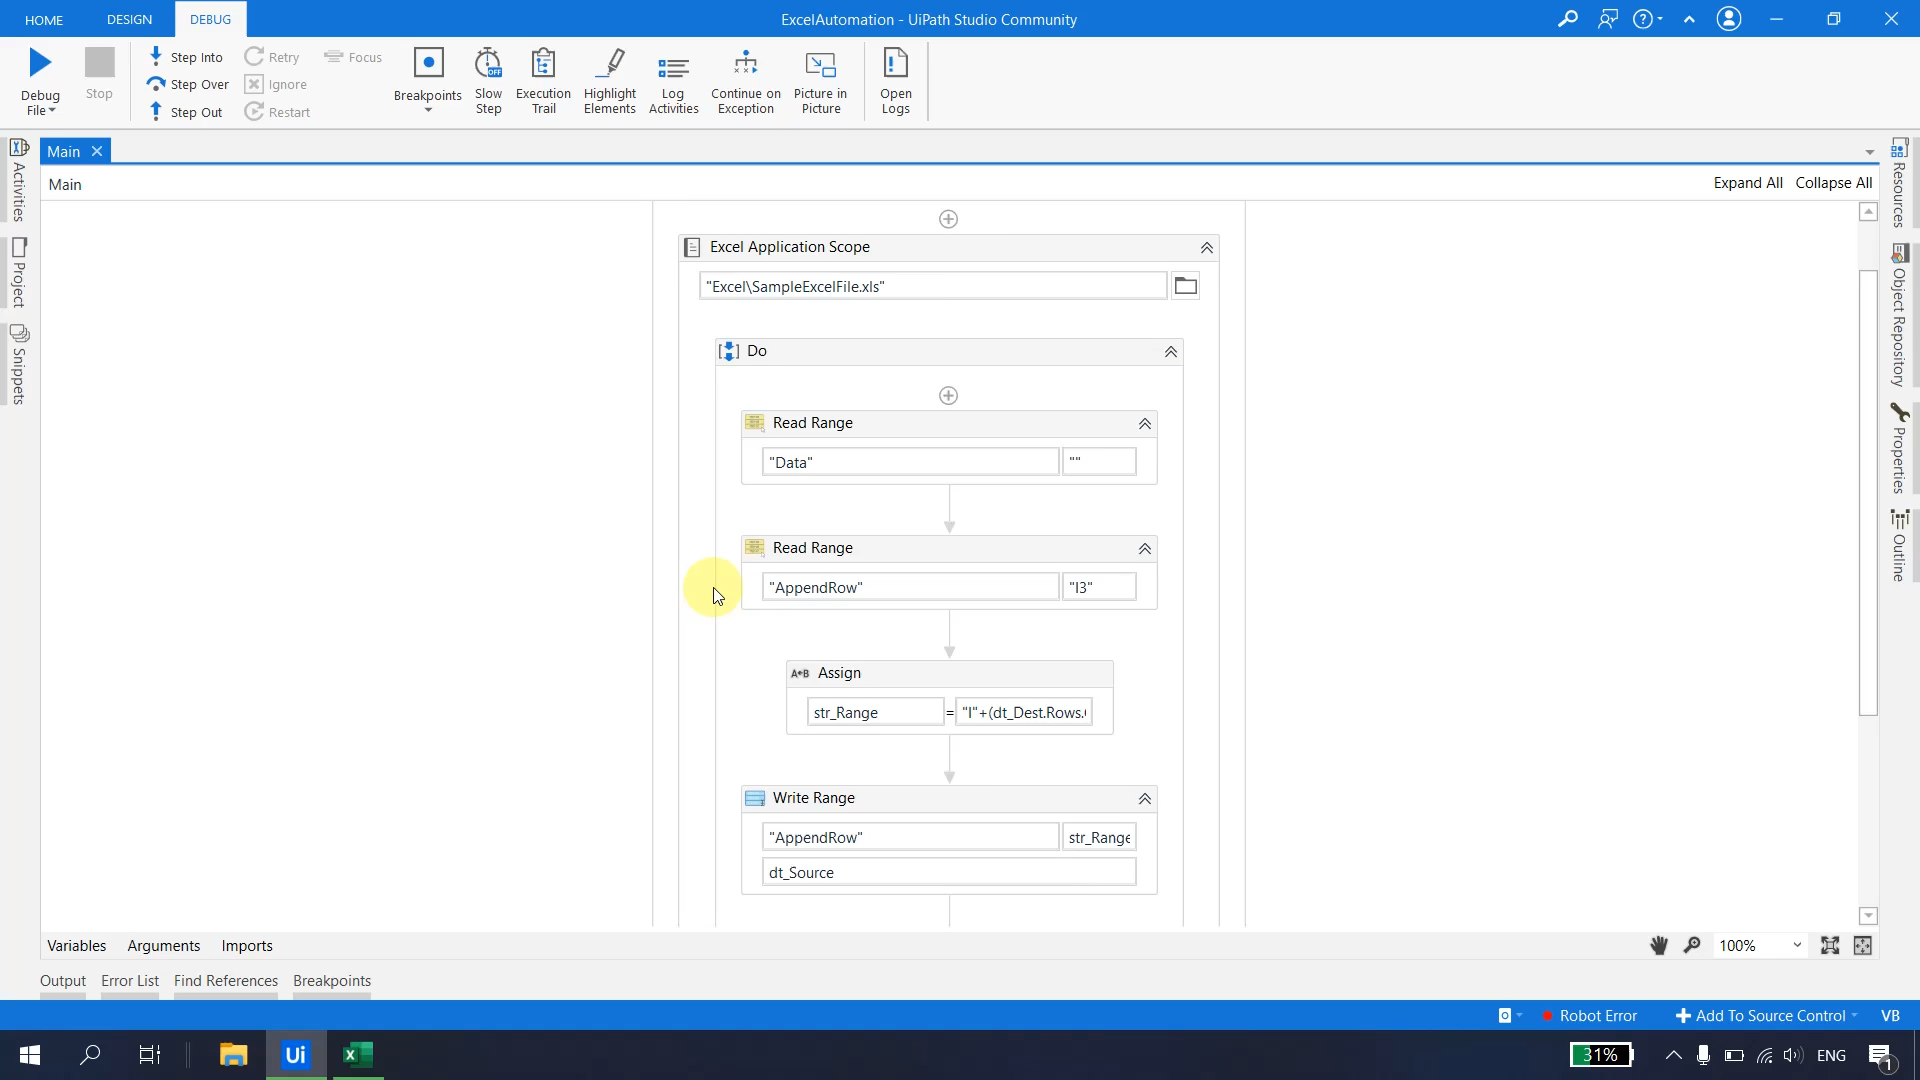 HOME DESIGN DEBUG ExcelAutomation - UiPath Studio Community
Debug File
Stop
Step Into
Step Over
Step Out
Retry
Ignore
Restart
Focus
Breakpoints
Slow Step
OFF
Execution Trail
Highlight Elements
Log Activities
Continue on Exception
Picture in Picture
Open Logs
Main
Main
Expand All Collapse All
Activities
Project
Snippets
Resources
Object Repository
Properties
Outline
Excel Application Scope
"Excel\SampleExcelFile.xls"
Do
Read Range
"Data" ""
Read Range
"AppendRow" "I3"
A+B Assign
str_Range = "I"+(dt_Dest.Rows.(
Write Range
"AppendRow" str_Range
dt_Source
Variables Arguments Imports
100%
Output Error List Find References Breakpoints
Robot Error Add To Source Control VB
Ui
31%
ENG
1